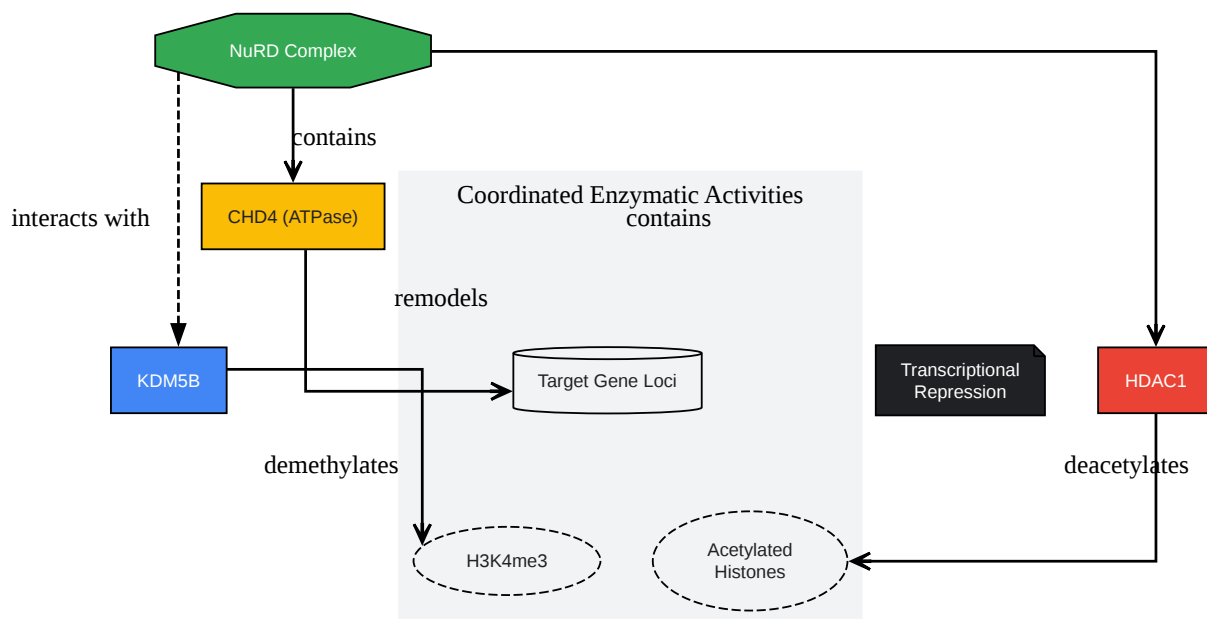 NuRD Complex
contains
Coordinated Enzymatic Activities
contains
interacts with
CHD4 (ATPase)
remodels
KDM5B
Target Gene Loci
Transcriptional
Repression
HDAC1
demethylates
deacetylates
H3K4me3
Acetylated
Histones